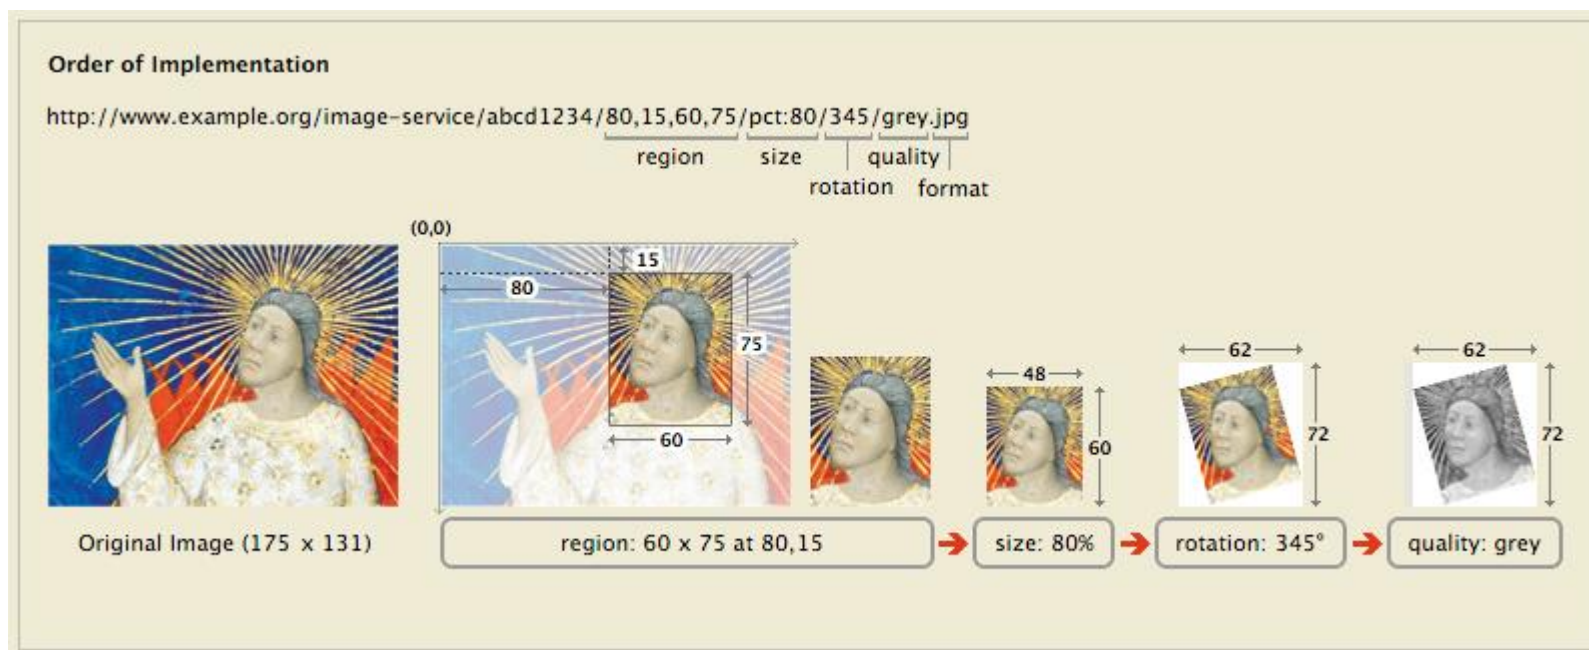 Order of Implementation
http://www.example.org/image-service/abcd1234/80,15,60,75/pct:80/345/grey.jpg
region size quality
rotation format
(0,0)
15
80
75
60
48
60
62
72
62
72
Original Image (175 x 131)
region: 60 x 75 at 80,15
size: 80%
rotation: 345°
quality: grey